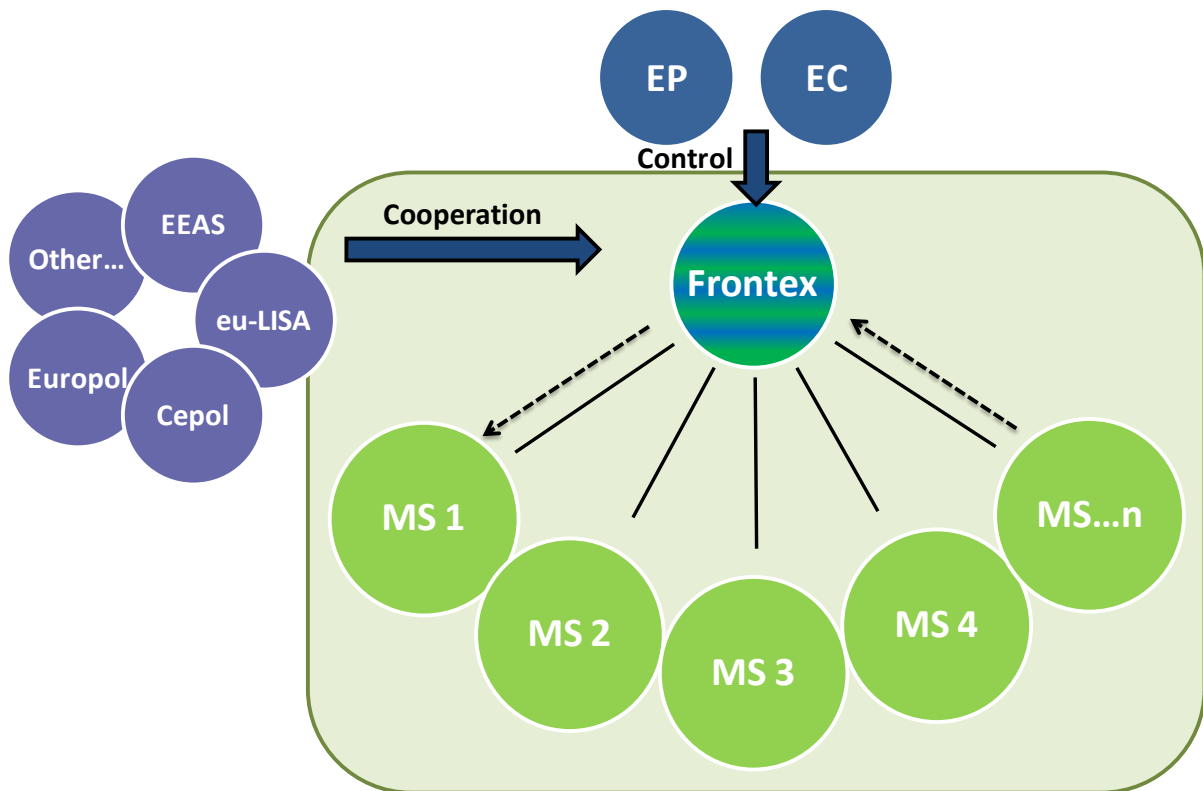 EP
EC
Control
Cooperation
EEAS
Other...
eu-LISA
Europol
Cepol
Frontex
MS 1
MS 2
MS 3
MS 4
MS...n